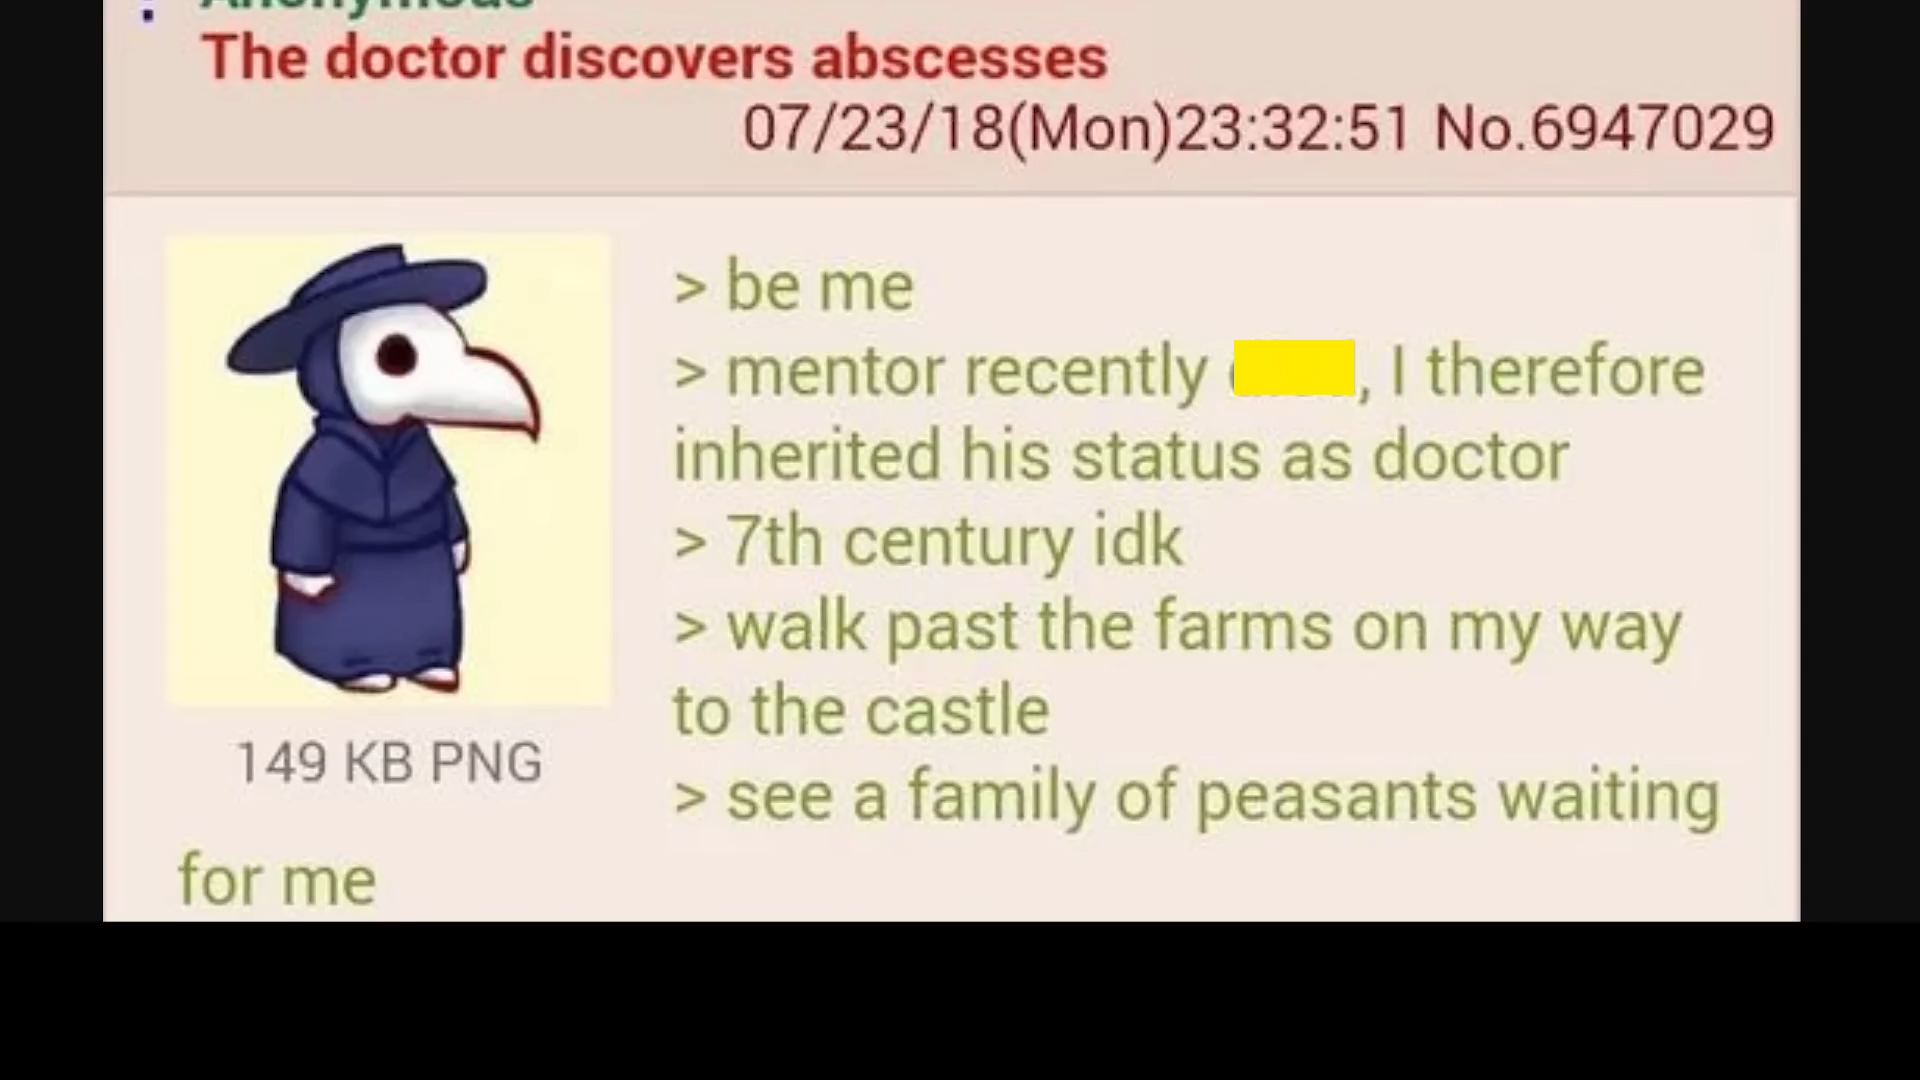 Anonymous
The doctor discovers abscesses
07/23/18(Mon)23:32:51 No.6947029
> be me
> mentor recently , I therefore
inherited his status as doctor
> 7th century idk
> walk past the farms on my way
to the castle
149 KB PNG
> see a family of peasants waiting
for me